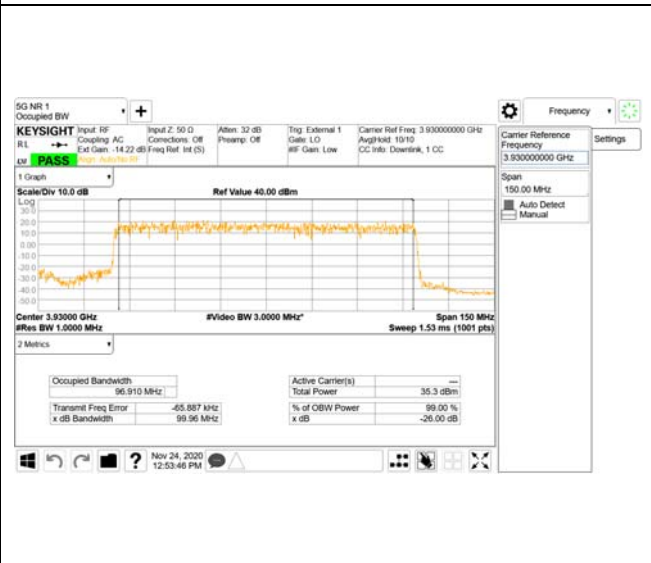 5G NR 1
Occupied BW
Frequency
KEYSIGHT
Input: RF
Coupling: AC
Ext Gain: -14.22 dB
Align: Auto/No RF
Input Z: 50 Ω
Corrections: Off
Freq Ref: Int (S)
Atten: 32 dB
Preamp: Off
Trig: External 1
Gate: LO
#IF Gain: Low
Carrier Ref Freq: 3.930000000 GHz
Avg|Hold: 10/10
CC Info: Downlink, 1 CC
R L
PASS
Carrier Reference
Frequency
3.930000000 GHz
Settings
Span
150.00 MHz
Auto Detect
Manual
1 Graph
Scale/Div 10.0 dB
Ref Value 40.00 dBm
Log
30.0
20.0
10.0
0.00
-10.0
-20.0
-30.0
-40.0
-50.0
Center 3.93000 GHz
#Video BW 3.0000 MHz*
Span 150 MHz
#Res BW 1.0000 MHz
Sweep 1.53 ms (1001 pts)
2 Metrics
Occupied Bandwidth
96.910 MHz
Active Carrier(s)
---
Total Power
35.3 dBm
Transmit Freq Error
-65.887 kHz
% of OBW Power
99.00 %
x dB Bandwidth
99.96 MHz
x dB
-26.00 dB
?
Nov 24, 2020
12:53:46 PM